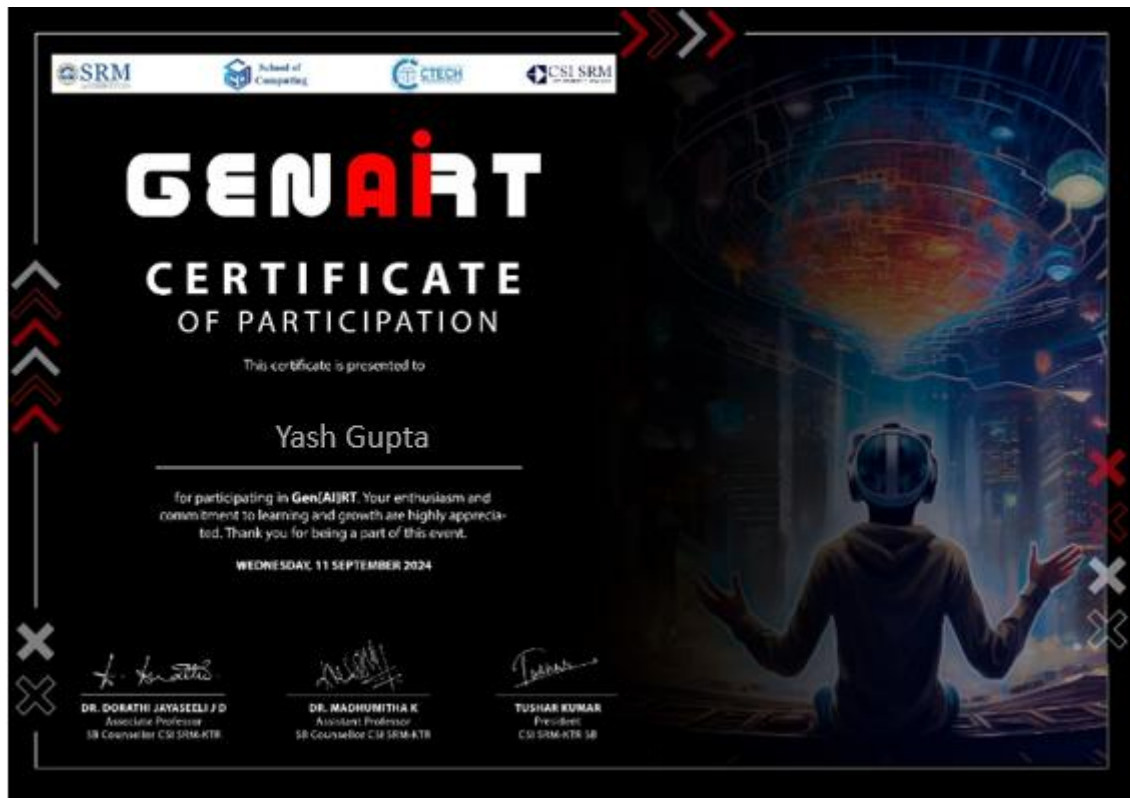 SRM
School of
Computing
CTECH
CSI SRM
GENAiRT
CERTIFICATE
OF PARTICIPATION
This certificate is presented to
Yash Gupta
for participating in Gen[AI]RT. Your enthusiasm and
commitment to learning and growth are highly apprecia-
ted. Thank you for being a part of this event.
WEDNESDAY, 11 SEPTEMBER 2024
DR. DORATHI JAYASEELI J D
Associate Professor
SB Counsellor CSI SRM-KTR
DR. MADHUMITHA K
Assistant Professor
SB Counsellor CSI SRM-KTR
Tushar
TUSHAR KUMAR
President
CSI SRM-KTR SB